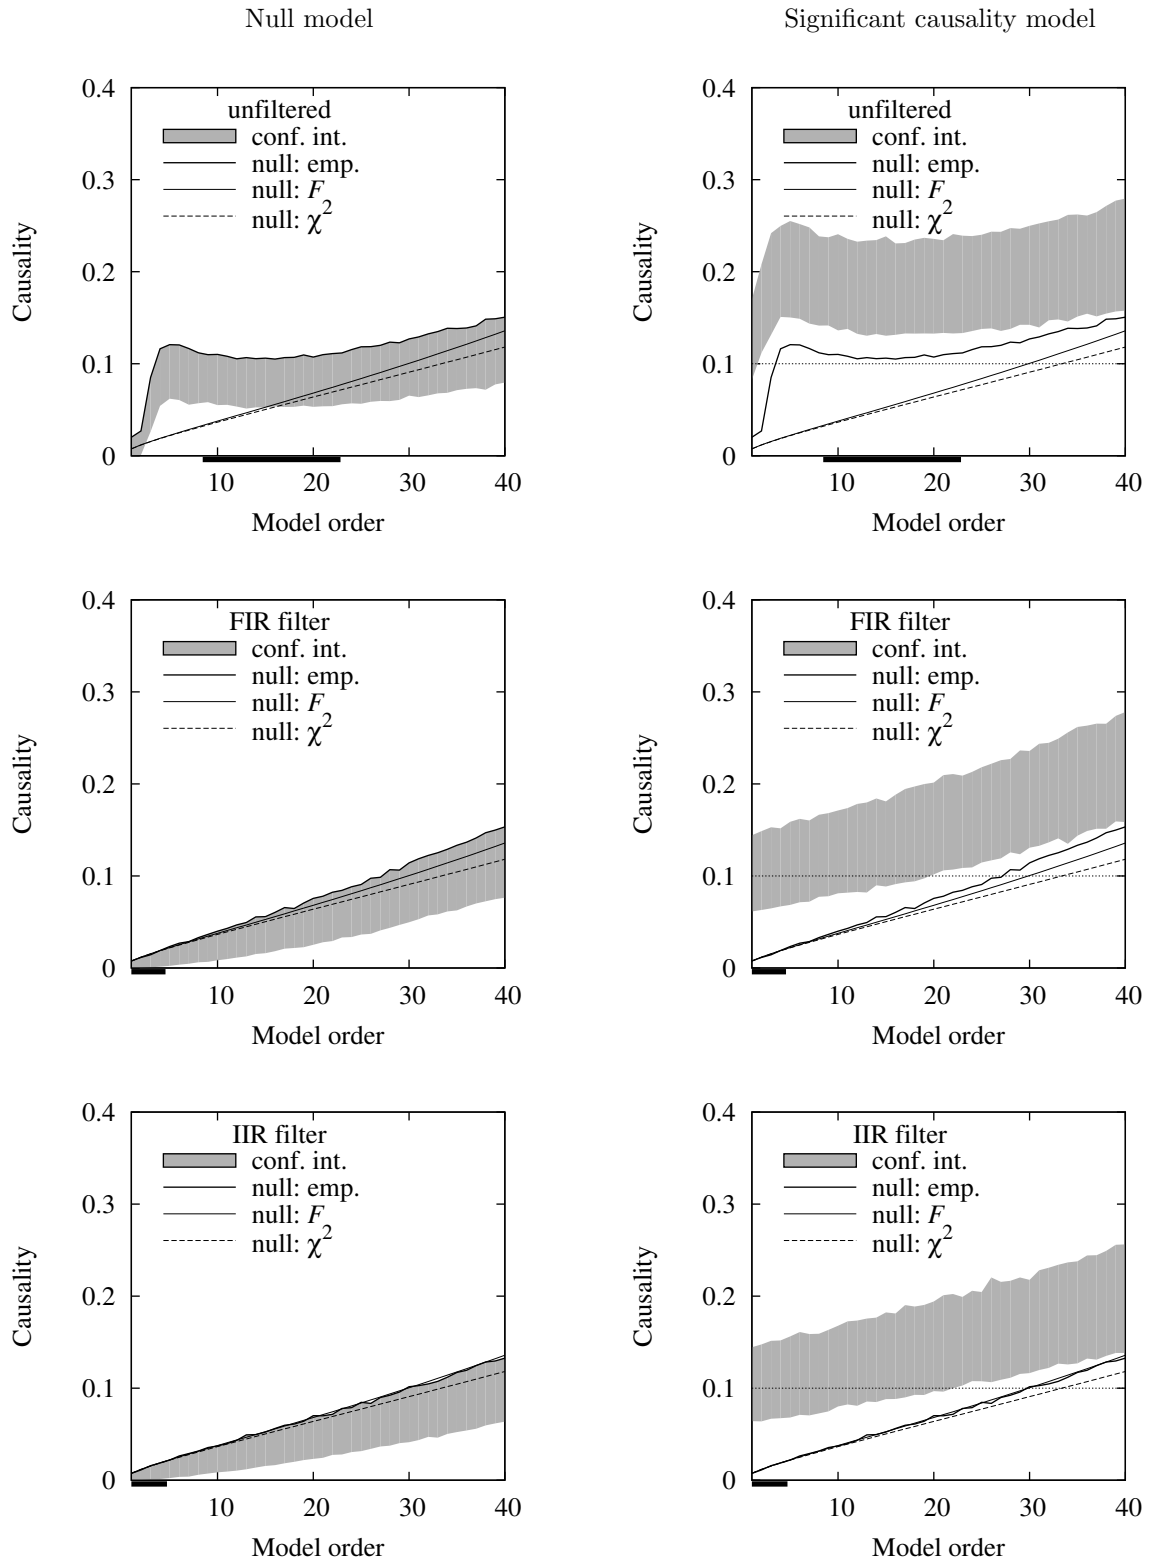 Null model
Significant causality model
0.4
0.3
0.2
0.1
0
10 20 30 40
Causality
Model order
unfiltered
conf. int.
null: emp.
null: F
null: χ²
0.4
0.3
0.2
0.1
0
10 20 30 40
Causality
Model order
unfiltered
conf. int.
null: emp.
null: F
null: χ²
0.4
0.3
0.2
0.1
0
10 20 30 40
Causality
Model order
FIR filter
conf. int.
null: emp.
null: F
null: χ²
0.4
0.3
0.2
0.1
0
10 20 30 40
Causality
Model order
FIR filter
conf. int.
null: emp.
null: F
null: χ²
0.4
0.3
0.2
0.1
0
10 20 30 40
Causality
Model order
IIR filter
conf. int.
null: emp.
null: F
null: χ²
0.4
0.3
0.2
0.1
0
10 20 30 40
Causality
Model order
IIR filter
conf. int.
null: emp.
null: F
null: χ²